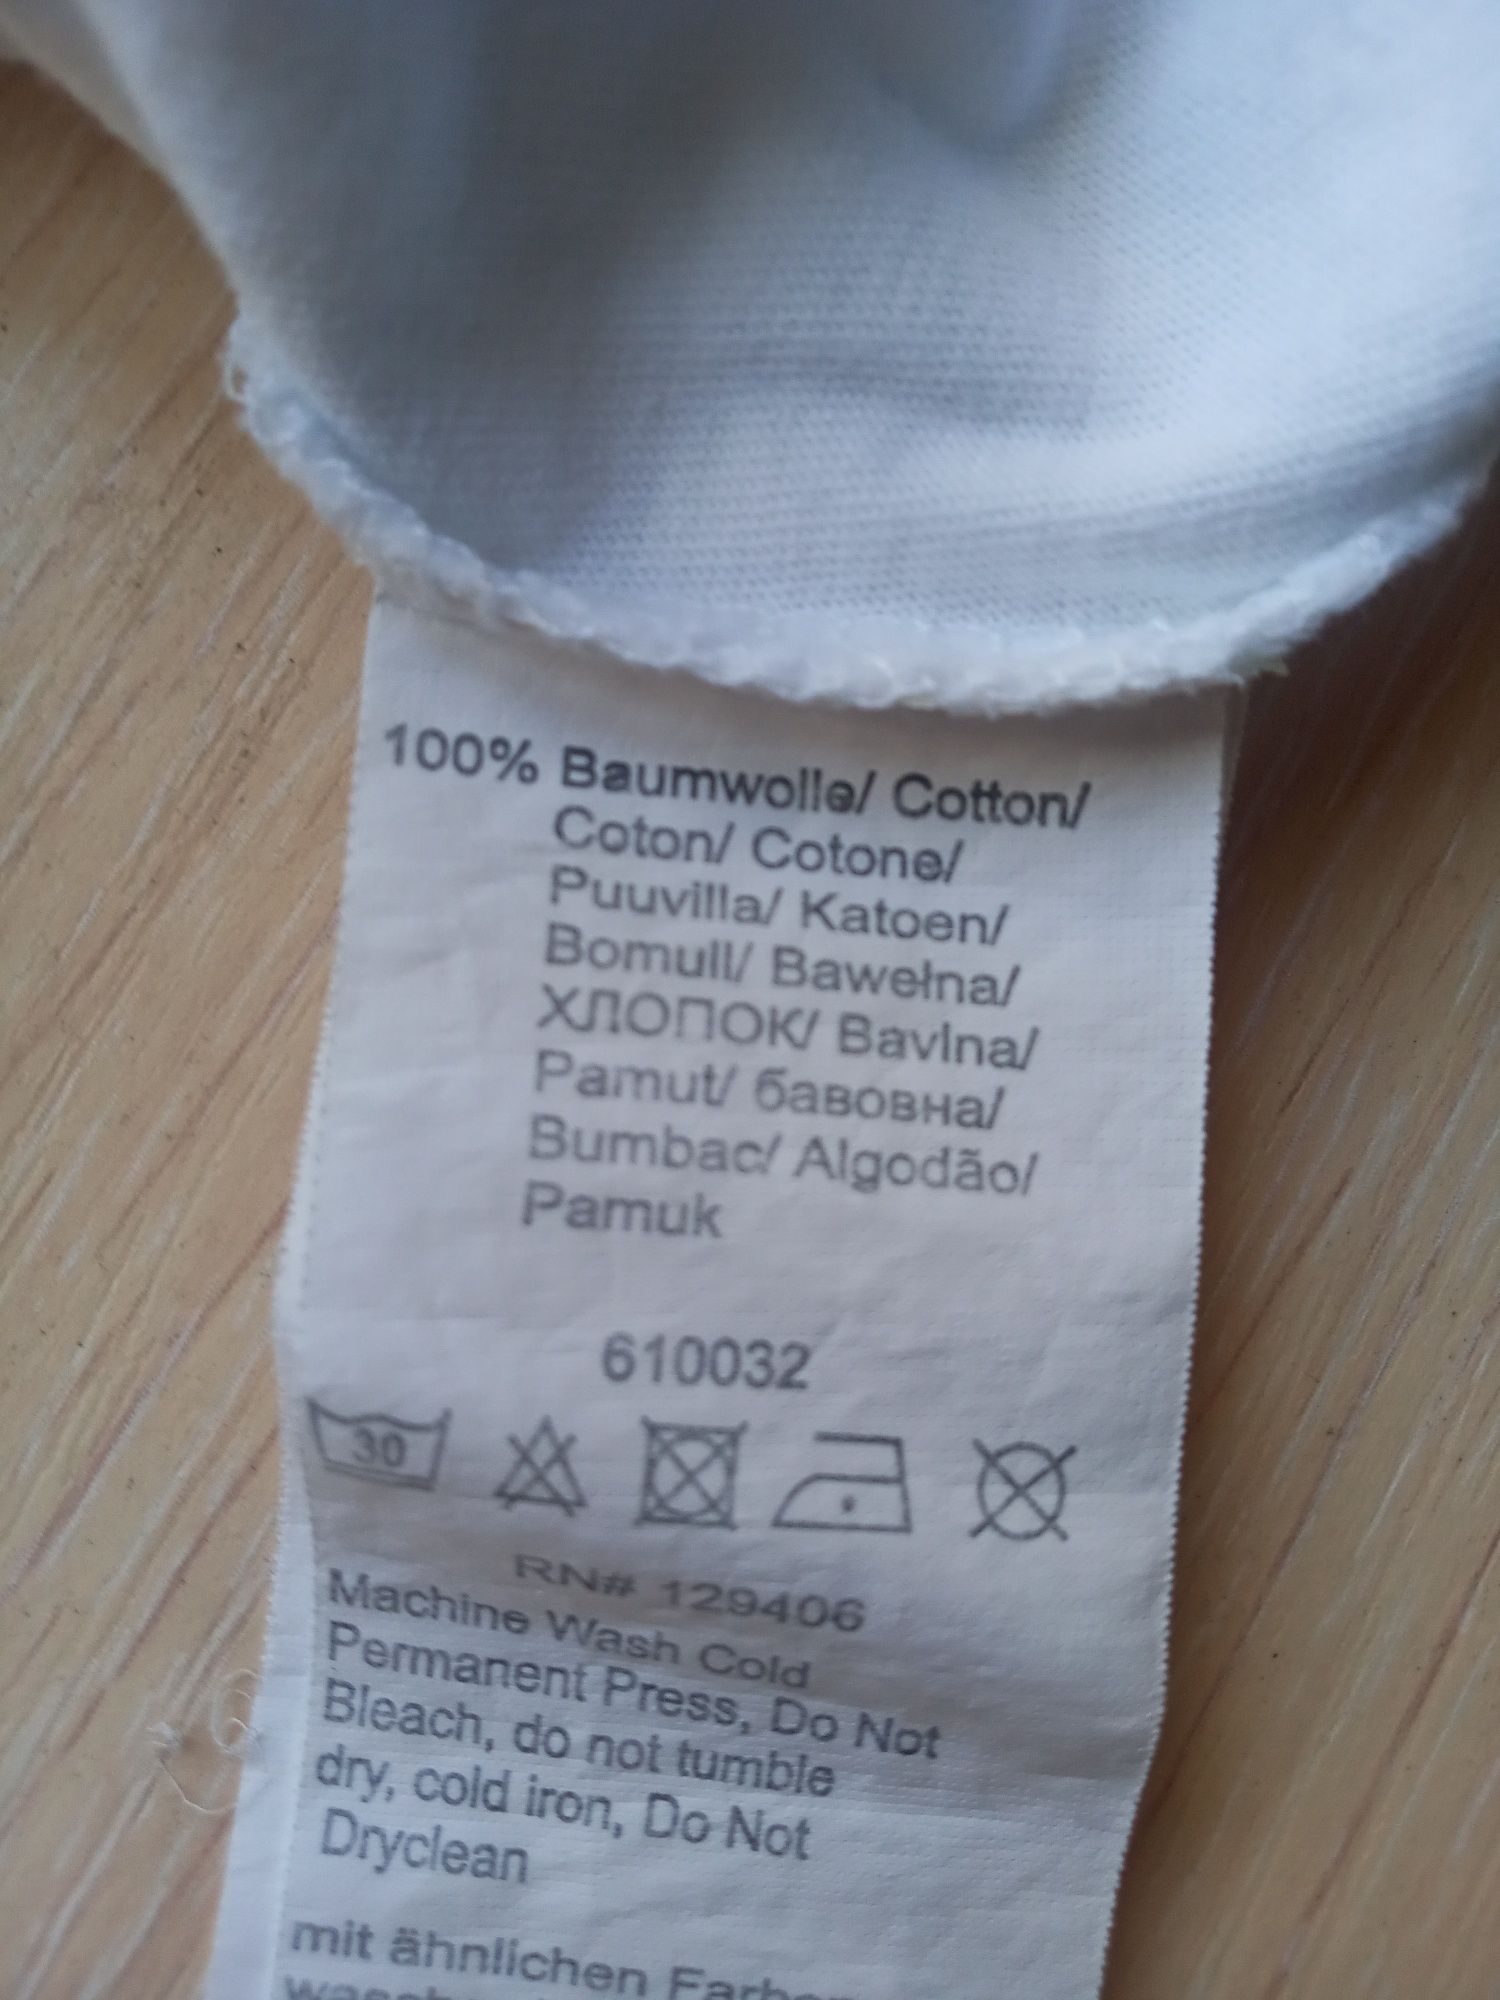 100% Baumwolle/ Cotton/
Coton/ Cotone/
Puuvilla/ Katoen/
Bomull/ Bawełna/
ХЛОПОК/ Bavlna/
Pamut/ бавовна/
Bumbac/ Algodão/
Pamuk
610032
30
RN# 129406
Machine Wash Cold
Permanent Press, Do Not
Bleach, do not tumble
dry, cold iron, Do Not
Dryclean
mit ähnlichen